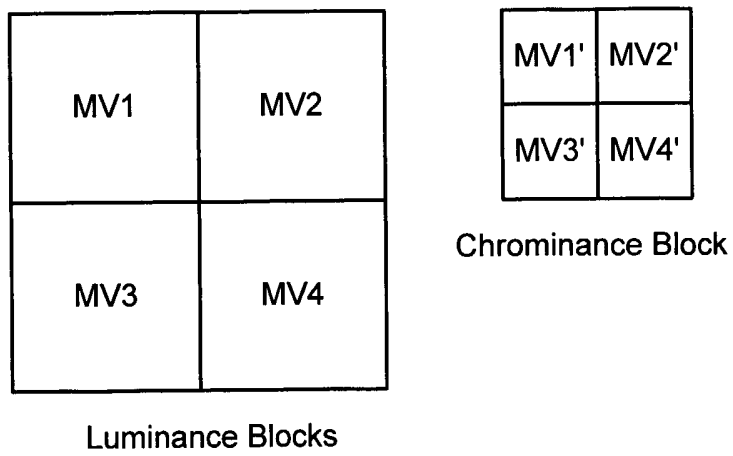 MV1 MV2
MV3 MV4
Luminance Blocks
MV1' MV2'
MV3' MV4'
Chrominance Block